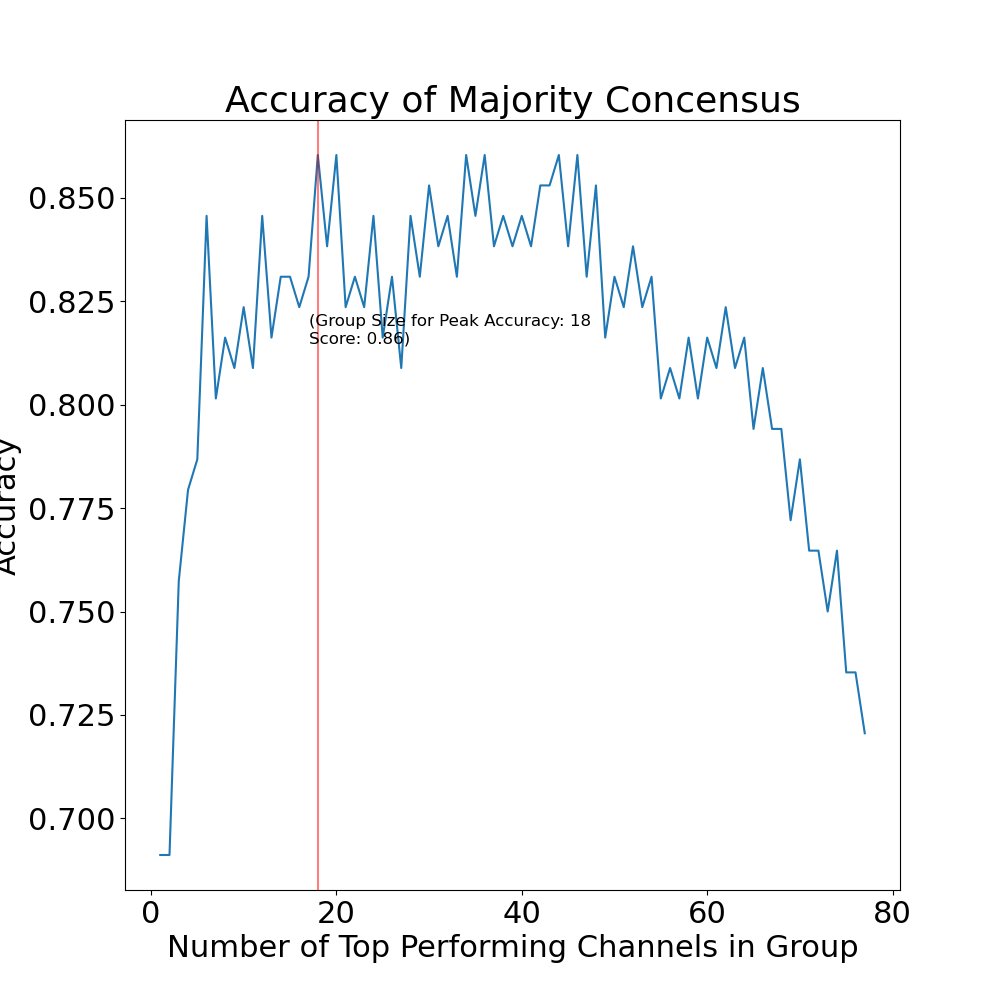 Accuracy of Majority Concensus
0.850
0.825
0.800
0.775
0.750
0.725
0.700
Accuracy
(Group Size for Peak Accuracy: 18
Score: 0.86)
0 20 40 60 80
Number of Top Performing Channels in Group